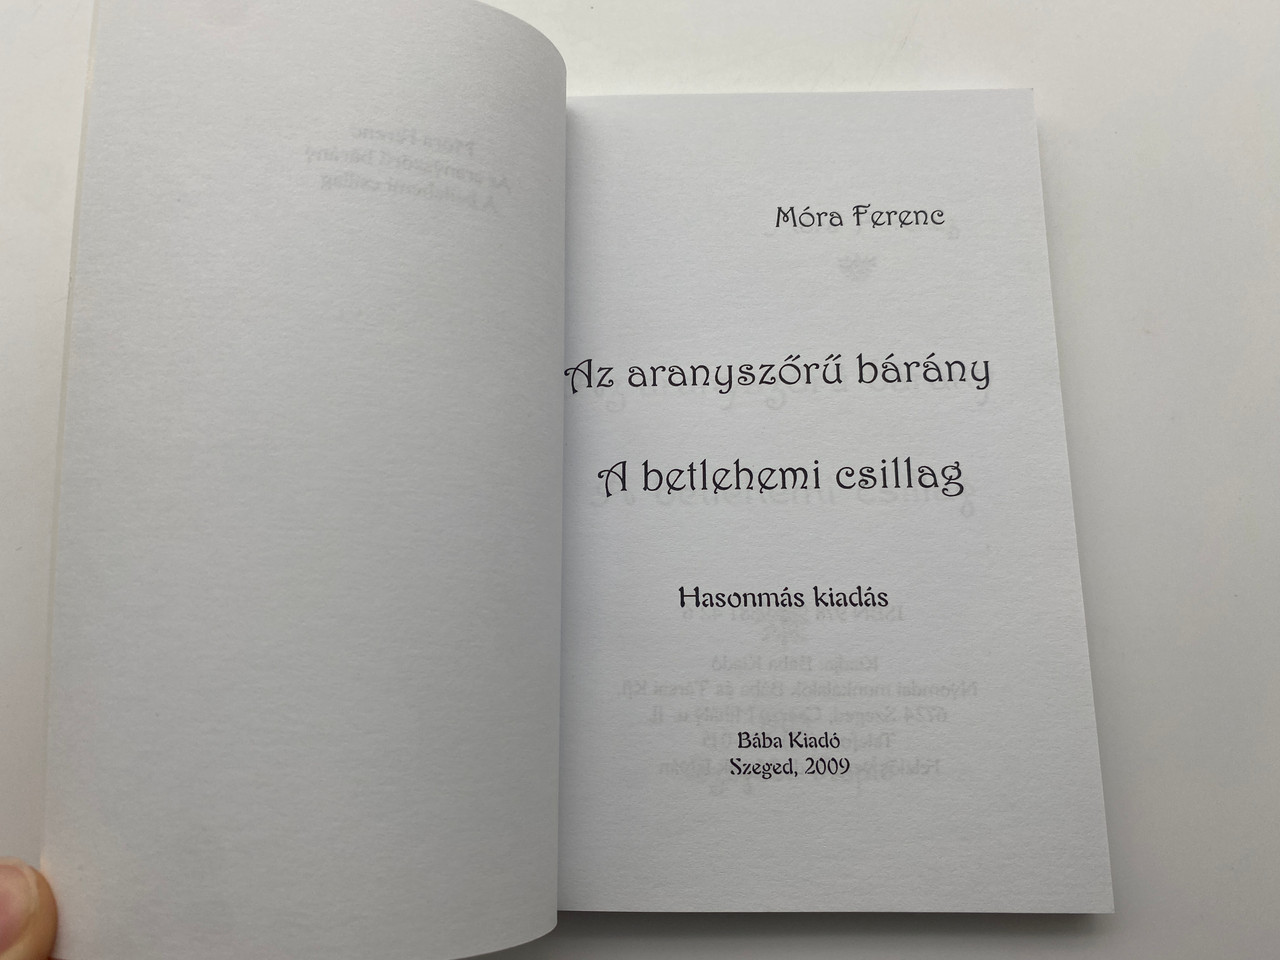 Móra Ferenc
Az aranyszőrű bárány
A betlehemi csillag
Hasonmás kiadás
Bába Kiadó
Szeged, 2009